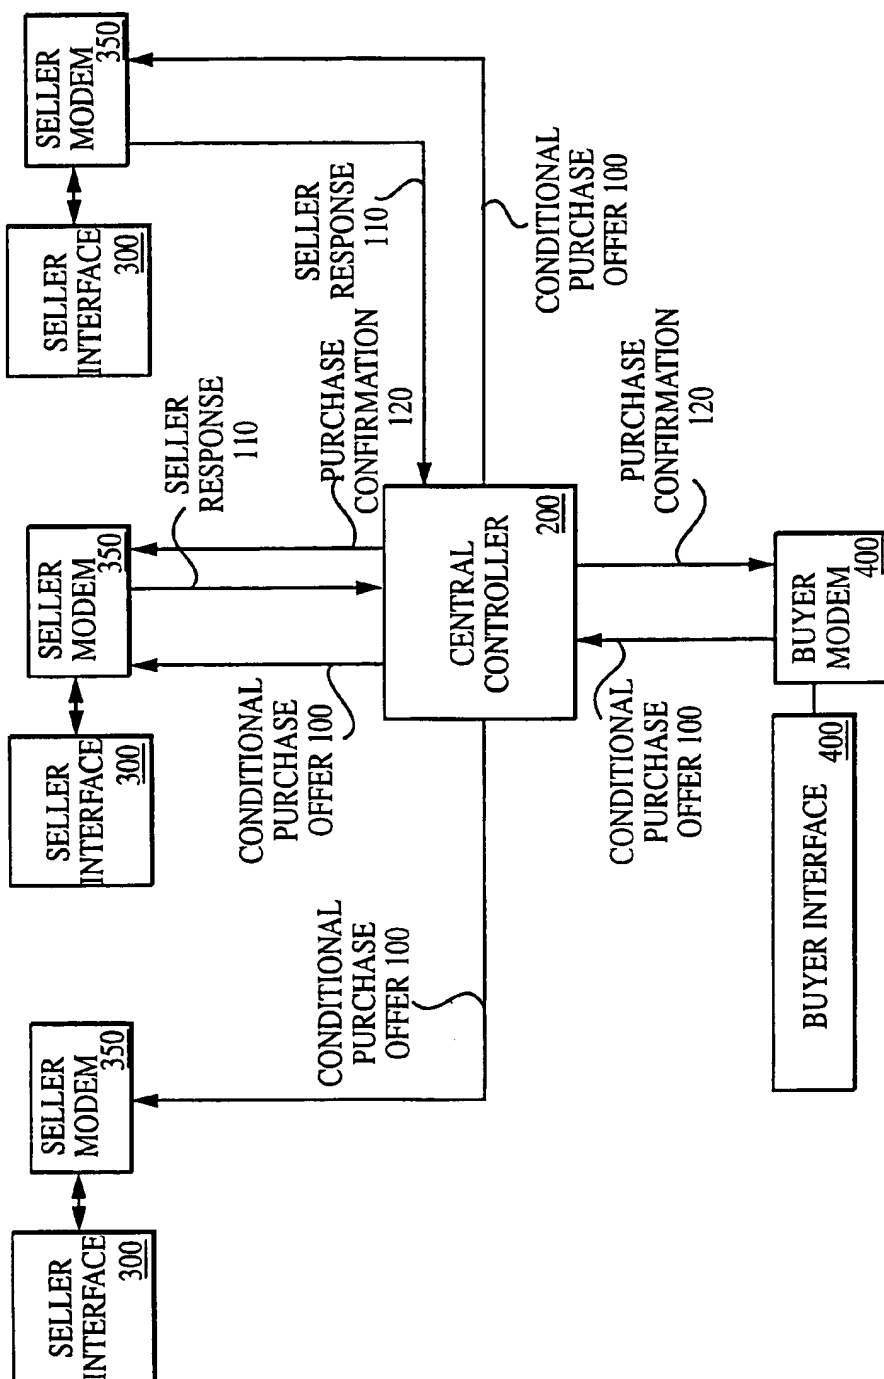 SELLER
INTERFACE
300
SELLER
MODEM
350
CONDITIONAL
PURCHASE
OFFER 100
SELLER
INTERFACE
300
SELLER
MODEM
350
CONDITIONAL
PURCHASE
OFFER 100
SELLER
RESPONSE
110
PURCHASE
CONFIRMATION
120
SELLER
INTERFACE
300
SELLER
MODEM
350
SELLER
RESPONSE
110
CONDITIONAL
PURCHASE
OFFER 100
CENTRAL
CONTROLLER
200
CONDITIONAL
PURCHASE
OFFER 100
PURCHASE
CONFIRMATION
120
BUYER INTERFACE
400
BUYER
MODEM
400